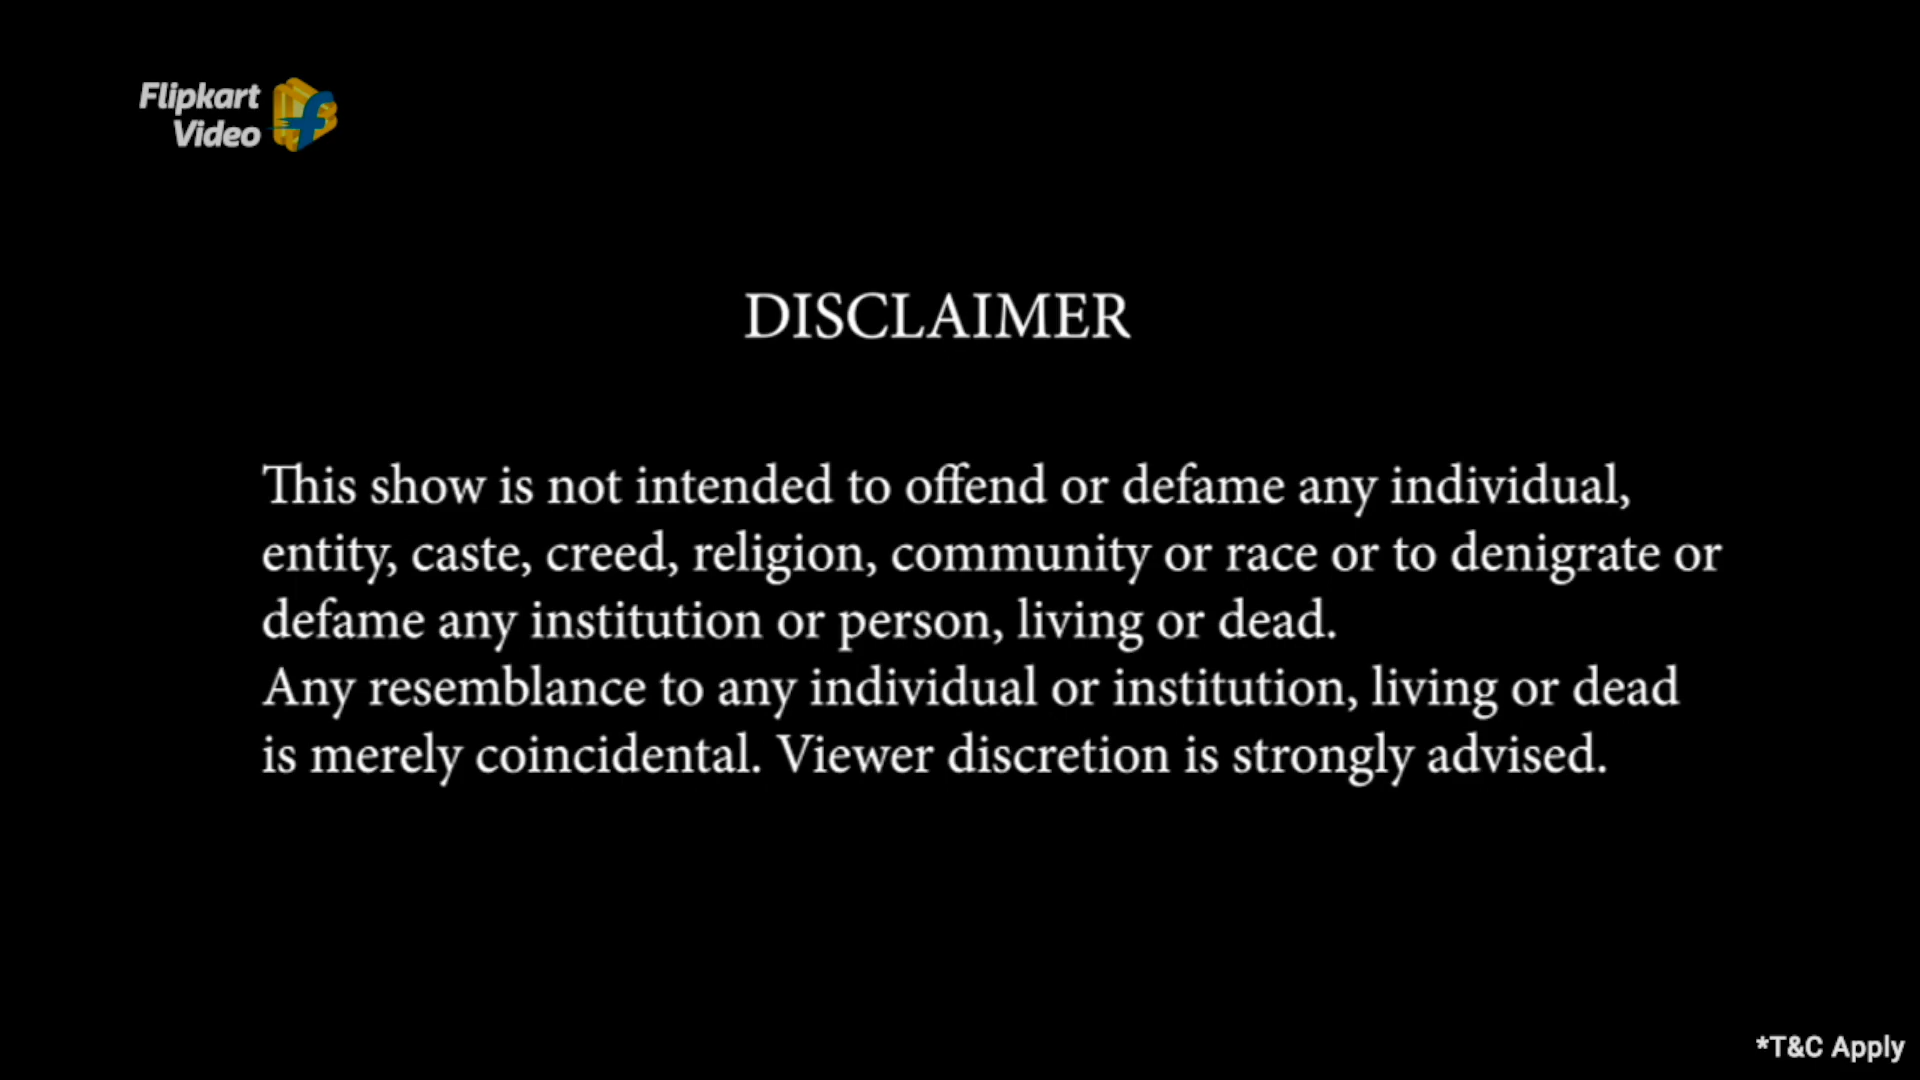 Flipkart
Video
DISCLAIMER
This show is not intended to offend or defame any individual,
entity, caste, creed, religion, community or race or to denigrate or
defame any institution or person, living or dead.
Any resemblance to any individual or institution, living or dead
is merely coincidental. Viewer discretion is strongly advised.
*T&C Apply